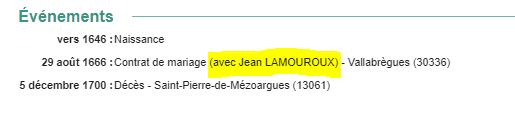 Événements
vers 1646 : Naissance
29 août 1666 : Contrat de mariage (avec Jean LAMOUROUX) - Vallabrègues (30336)
5 décembre 1700 : Décès - Saint-Pierre-de-Mézoargues (13061)